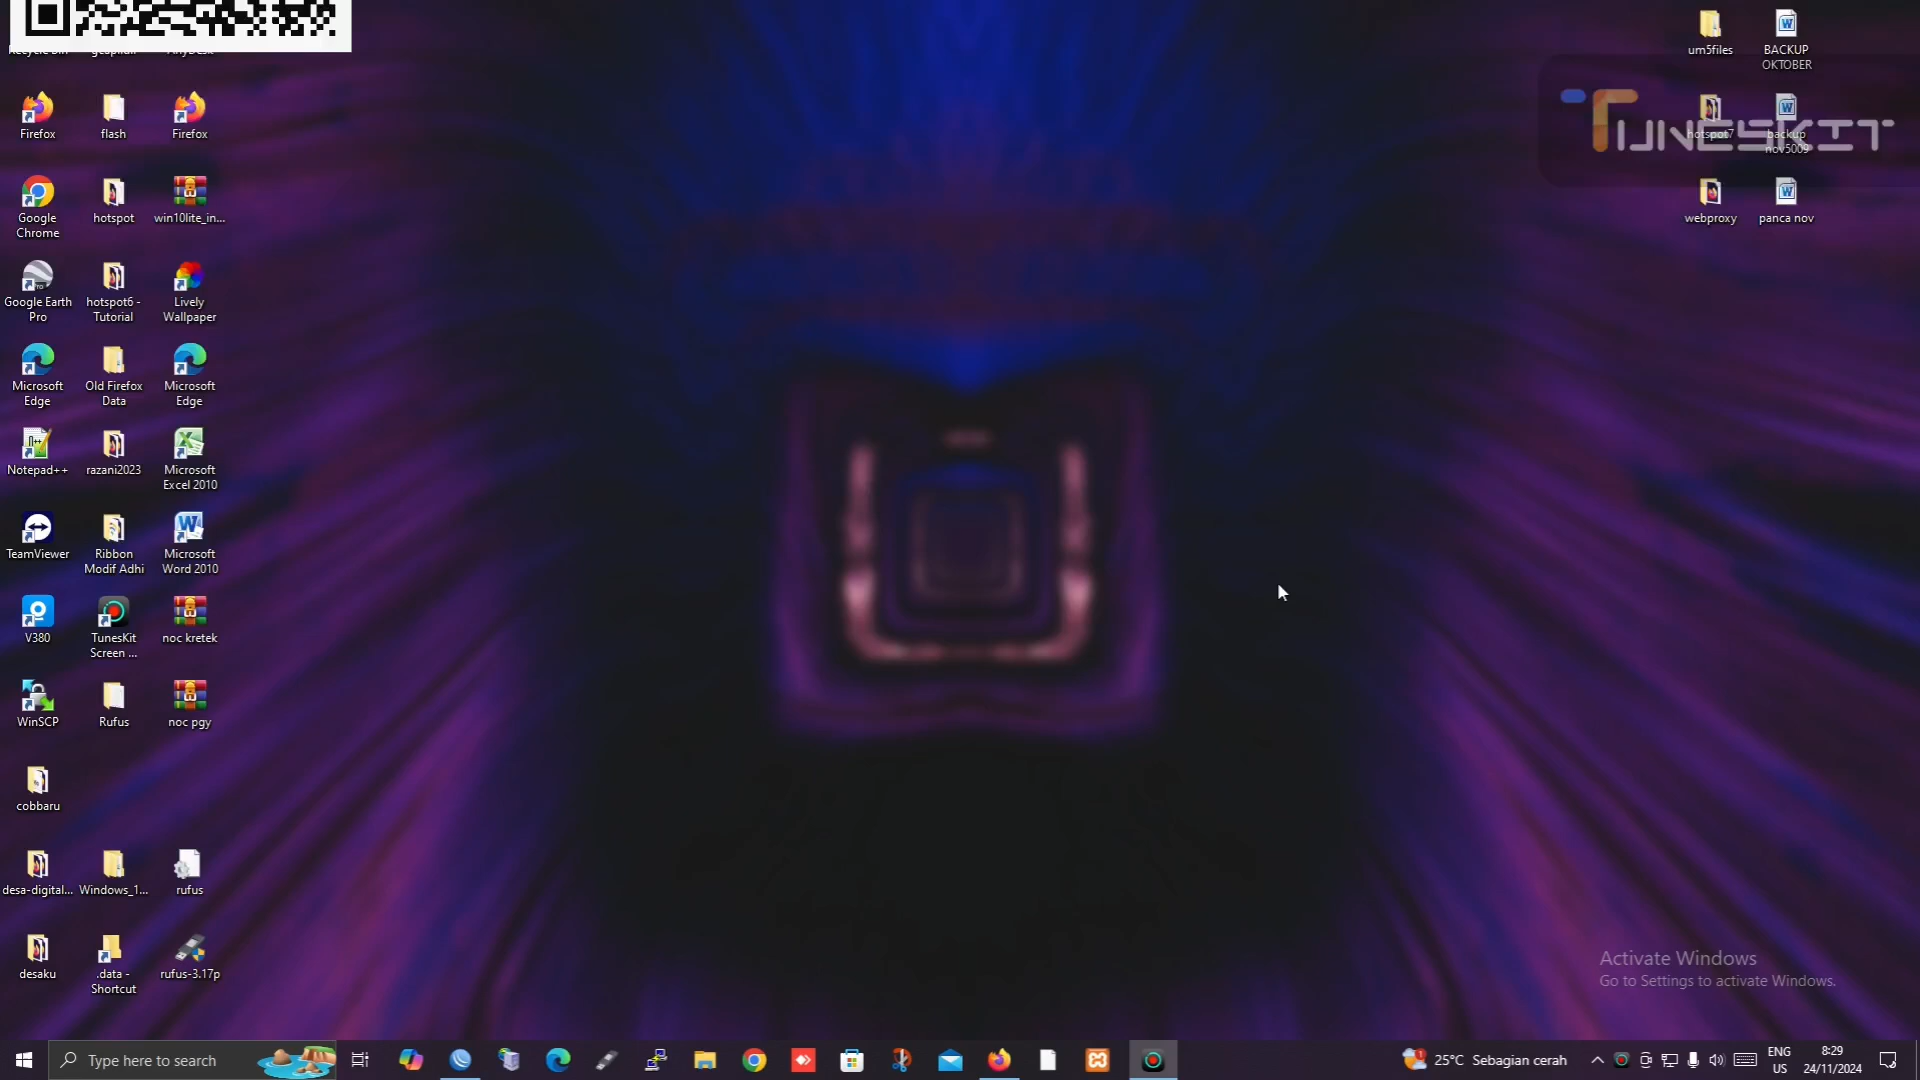 Firefox
flash
Firefox
Google
Chrome
hotspot
win10lite_in...
Google Earth
Pro
hotspot6 -
Tutorial
Lively
Wallpaper
Microsoft
Edge
Old Firefox
Data
Microsoft
Edge
Notepad++
razani2023
Microsoft
Excel 2010
TeamViewer
Ribbon
Modif Adhi
Microsoft
Word 2010
V380
TunesKit
Screen ...
noc kretek
WinSCP
Rufus
noc pgy
cobbaru
desa-digital...
Windows_1...
rufus
desaku
.data -
Shortcut
rufus-3.17p
um5files
BACKUP
OKTOBER
TUNESKIT
hotspot7
backup
nov5009
webproxy
panca nov
Activate Windows
Go to Settings to activate Windows.
Type here to search
25°C Sebagian cerah
ENG
US
8:29
24/11/2024